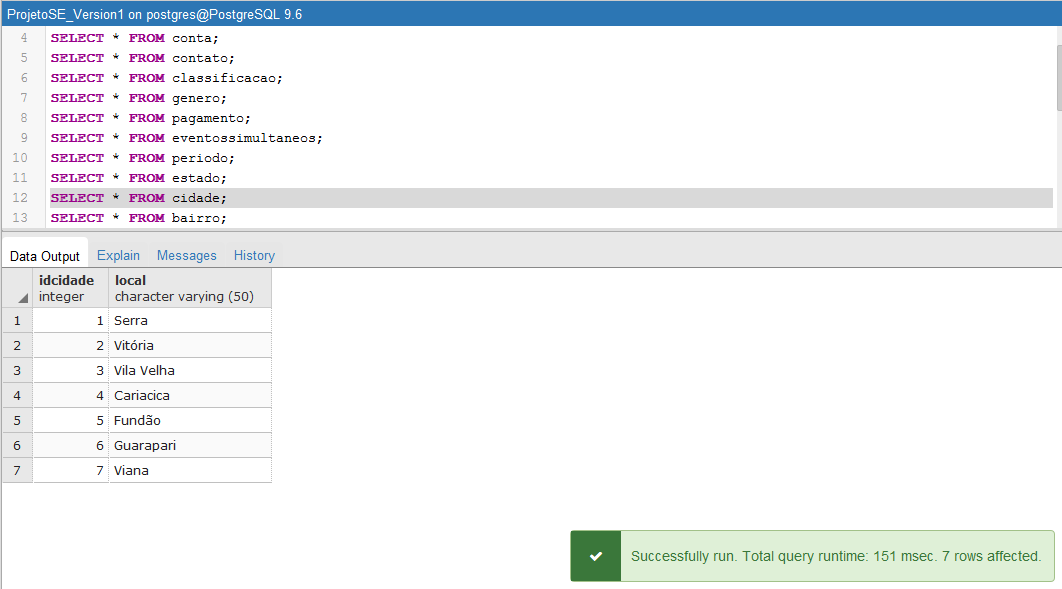 ProjetoSE_Version1 on postgres@PostgreSQL 9.6
4 SELECT * FROM conta;
5 SELECT * FROM contato;
6 SELECT * FROM classificacao;
7 SELECT * FROM genero;
8 SELECT * FROM pagamento;
9 SELECT * FROM eventossimultaneos;
10 SELECT * FROM periodo;
11 SELECT * FROM estado;
12 SELECT * FROM cidade;
13 SELECT * FROM bairro;
Data Output Explain Messages History
idcidade local
integer character varying (50)
1 1 Serra
2 2 Vitória
3 3 Vila Velha
4 4 Cariacica
5 5 Fundão
6 6 Guarapari
7 7 Viana
Successfully run. Total query runtime: 151 msec. 7 rows affected.